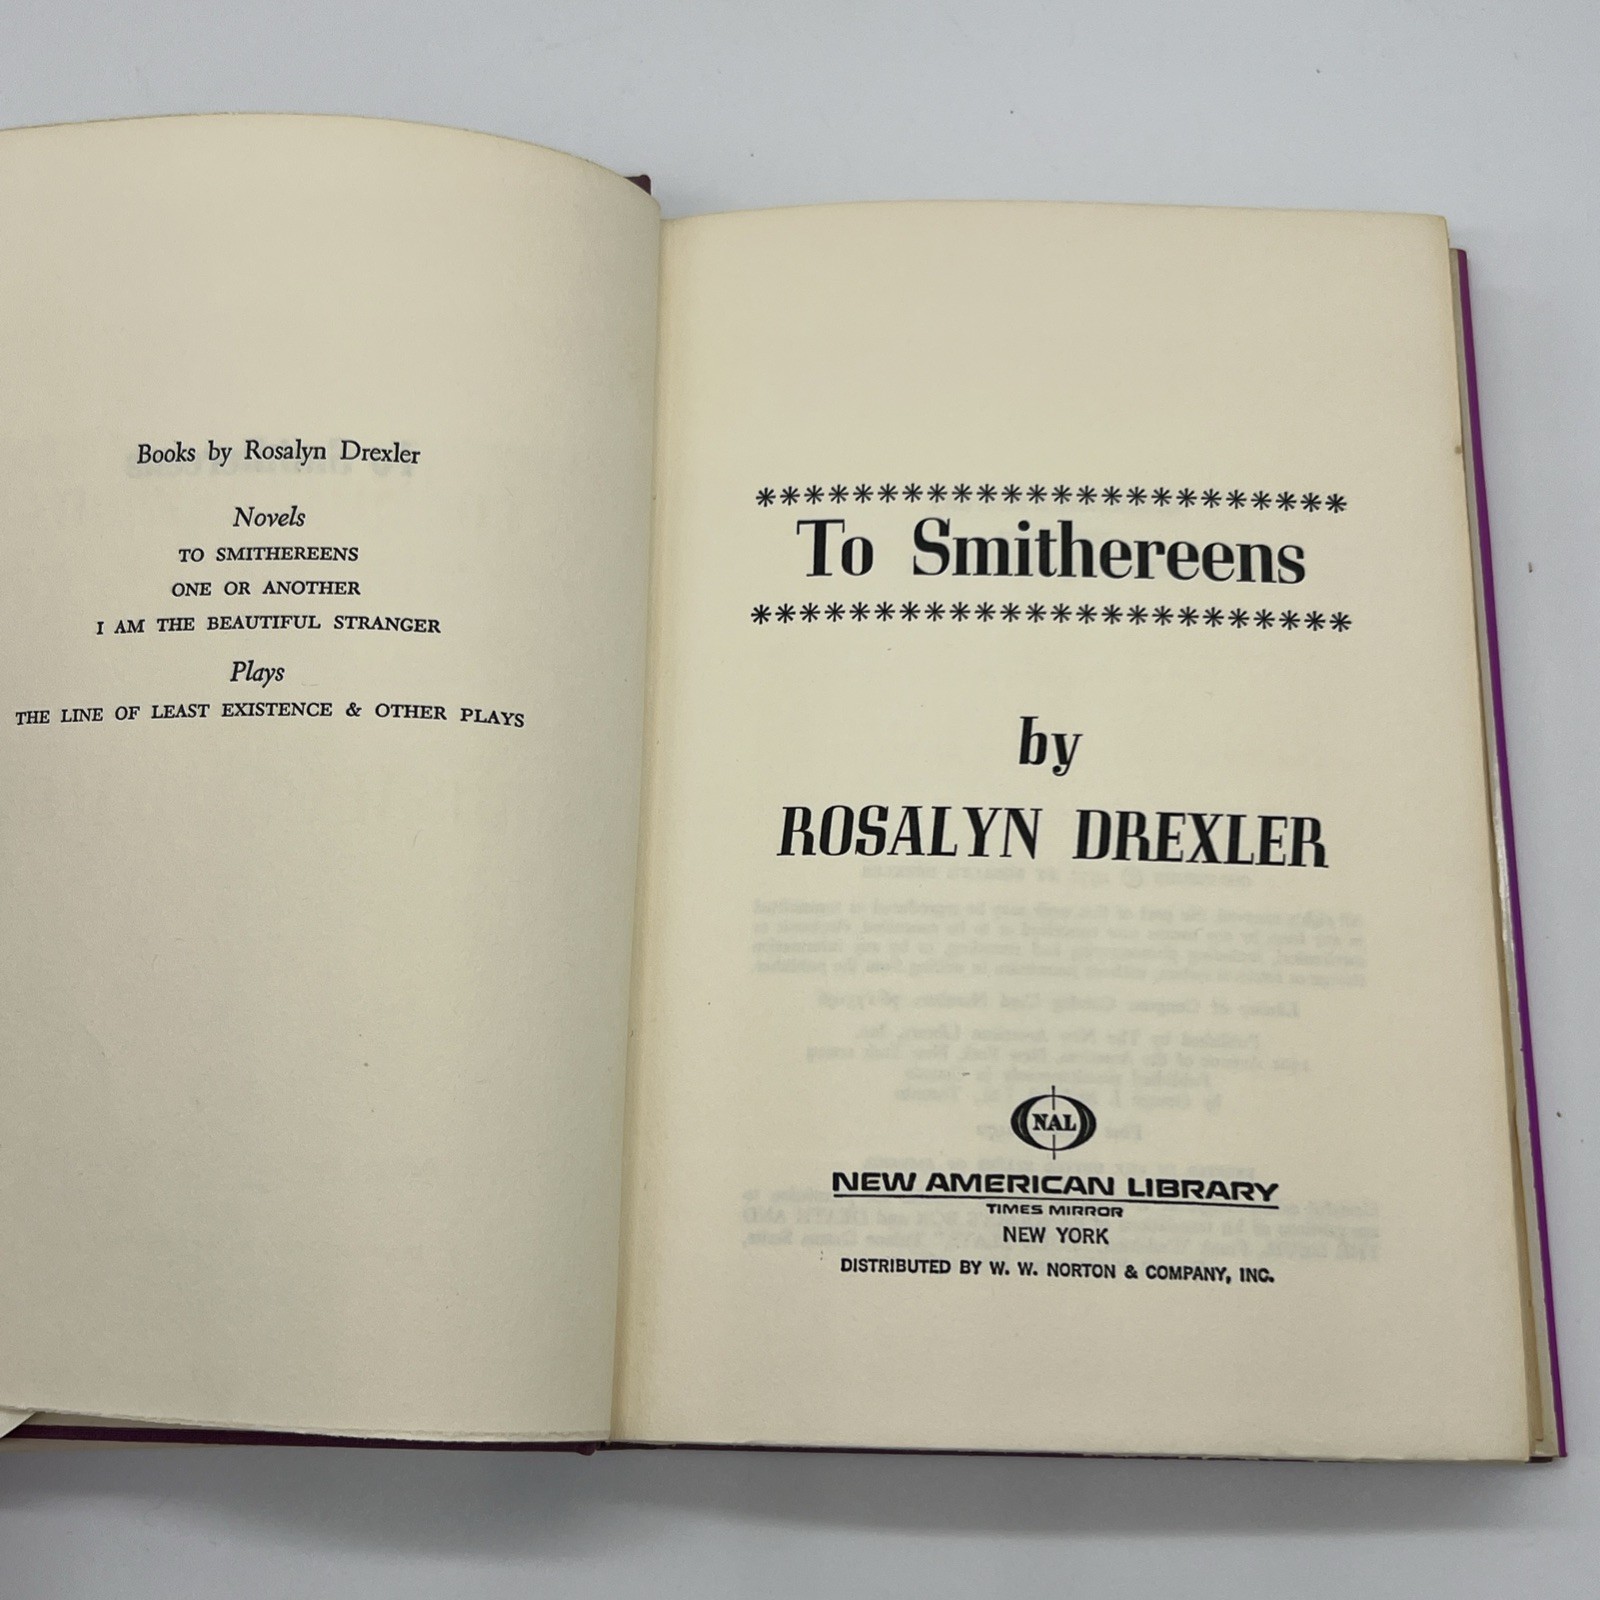 Books by Rosalyn Drexler
Novels
TO SMITHEREENS
ONE OR ANOTHER
I AM THE BEAUTIFUL STRANGER
Plays
THE LINE OF LEAST EXISTENCE & OTHER PLAYS
************************
To Smithereens
************************
by
ROSALYN DREXLER
NAL
NEW AMERICAN LIBRARY
TIMES MIRROR
NEW YORK
DISTRIBUTED BY W. W. NORTON & COMPANY, INC.